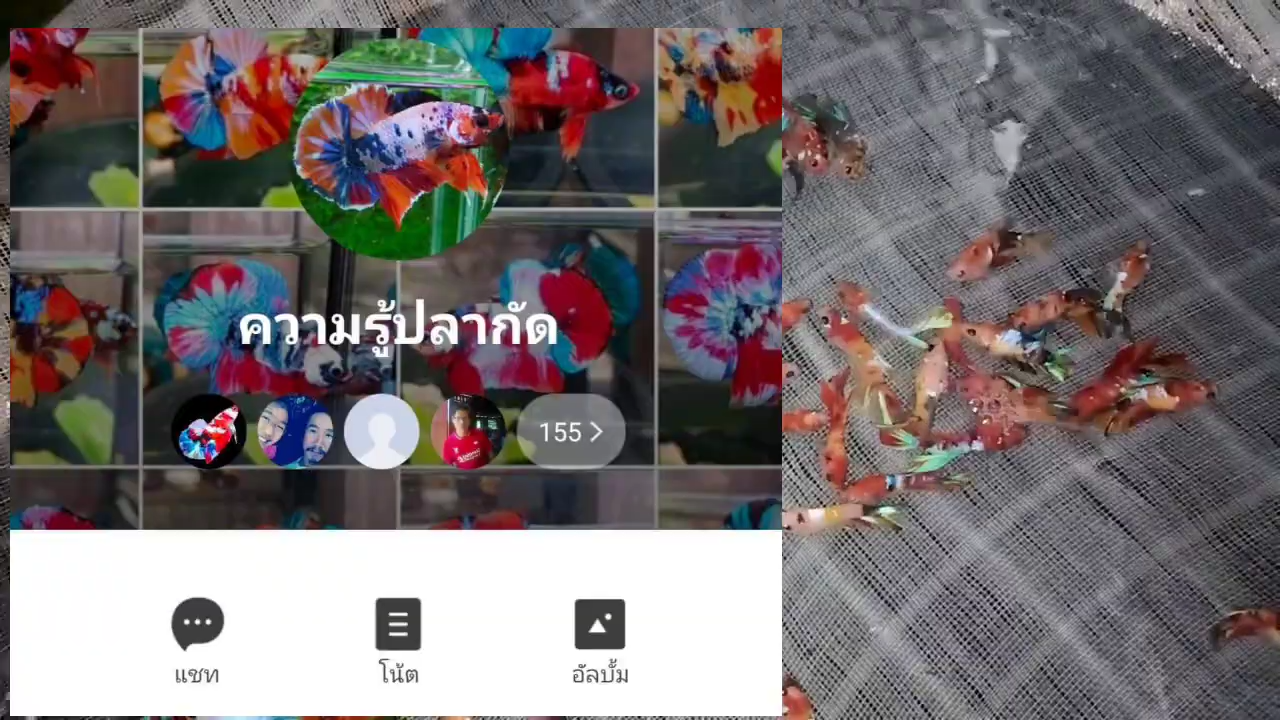 ความรู้ปลากัด
155
แชท
โน้ต
อัลบั้ม